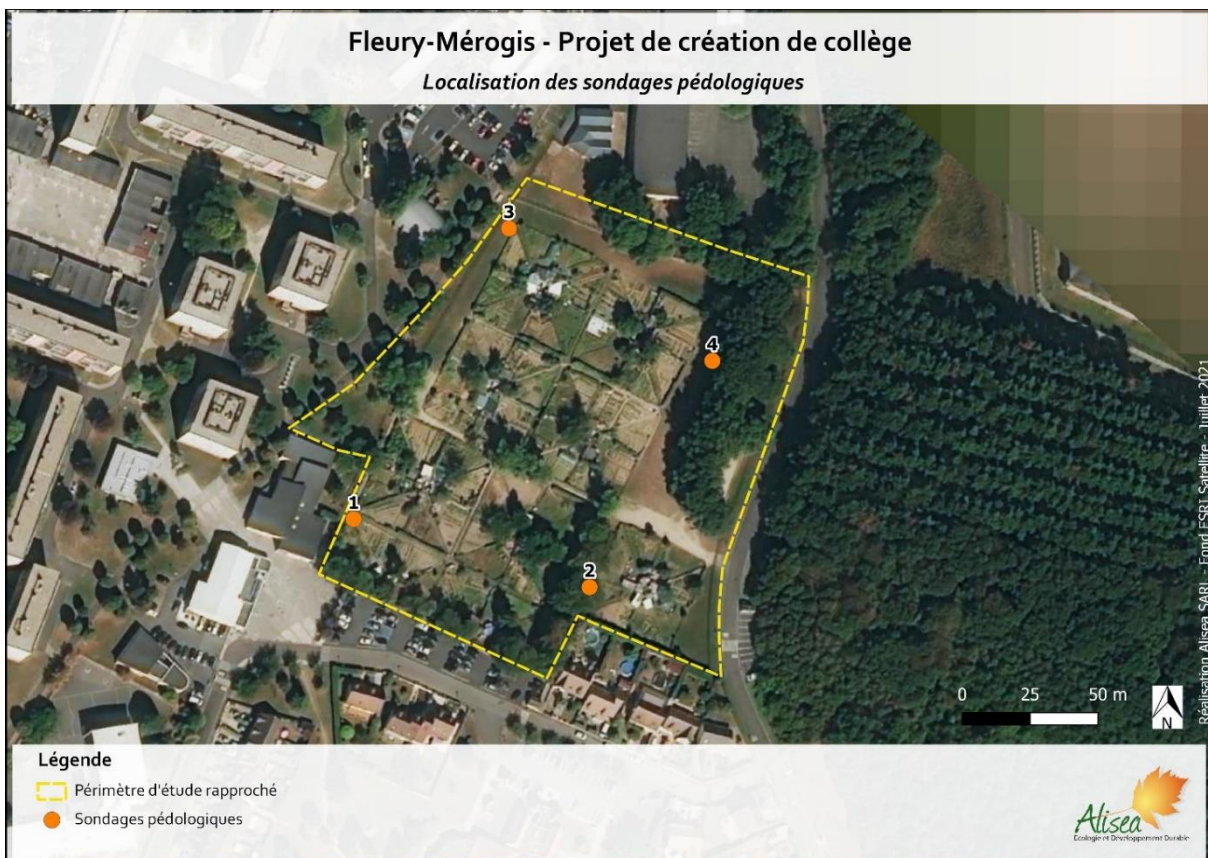 Fleury-Mérogis - Projet de création de collège
Localisation des sondages pédologiques
3
4
1
2
0 25 50 m
N
Réalisation Alisea SARL - Fond ESRI Satellite - Juillet 2021
Légende
Périmètre d'étude rapproché
Sondages pédologiques
Alisea
Ecologie et Développement Durable